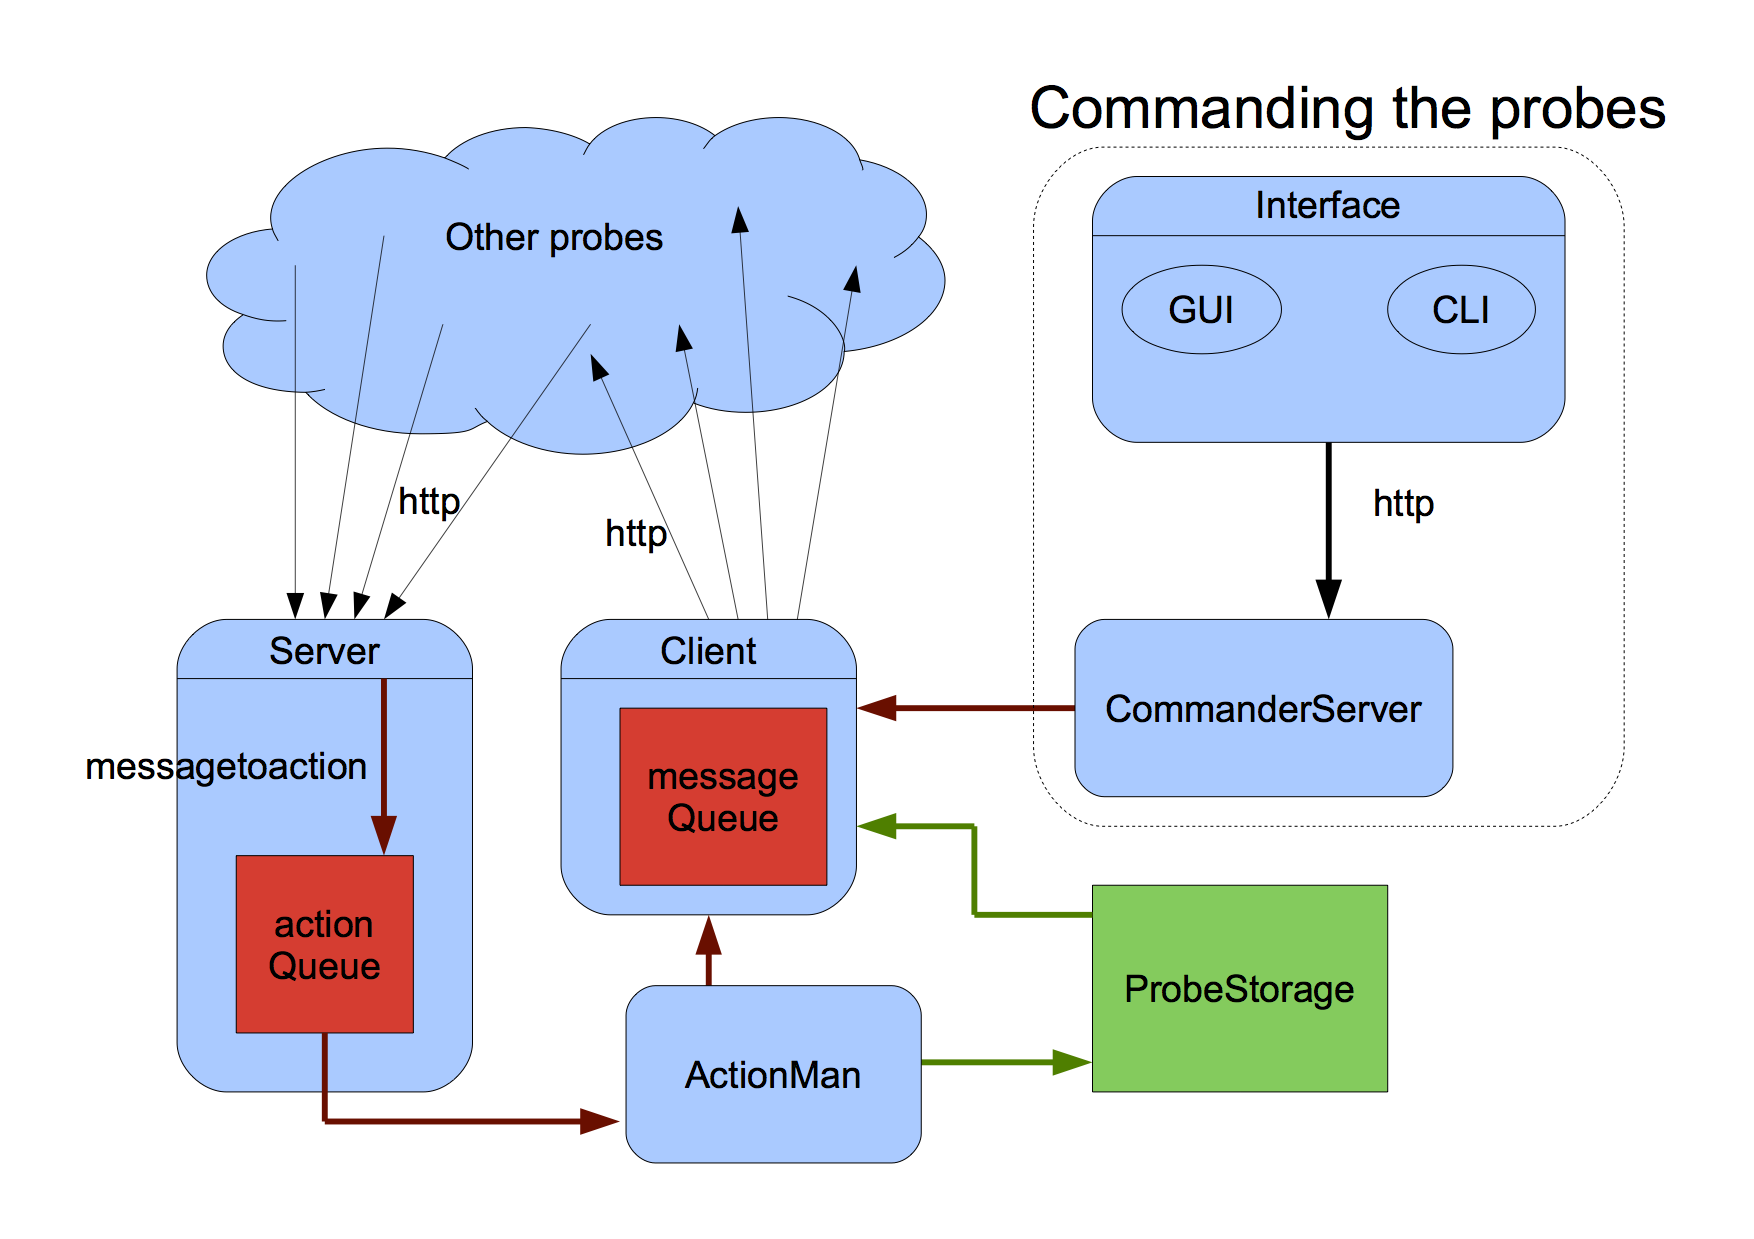 Commanding the probes
Interface
Other probes
GUI
CLI
http
http
http
Server
Client
CommanderServer
messagetoaction
message
Queue
action
Queue
ProbeStorage
ActionMan